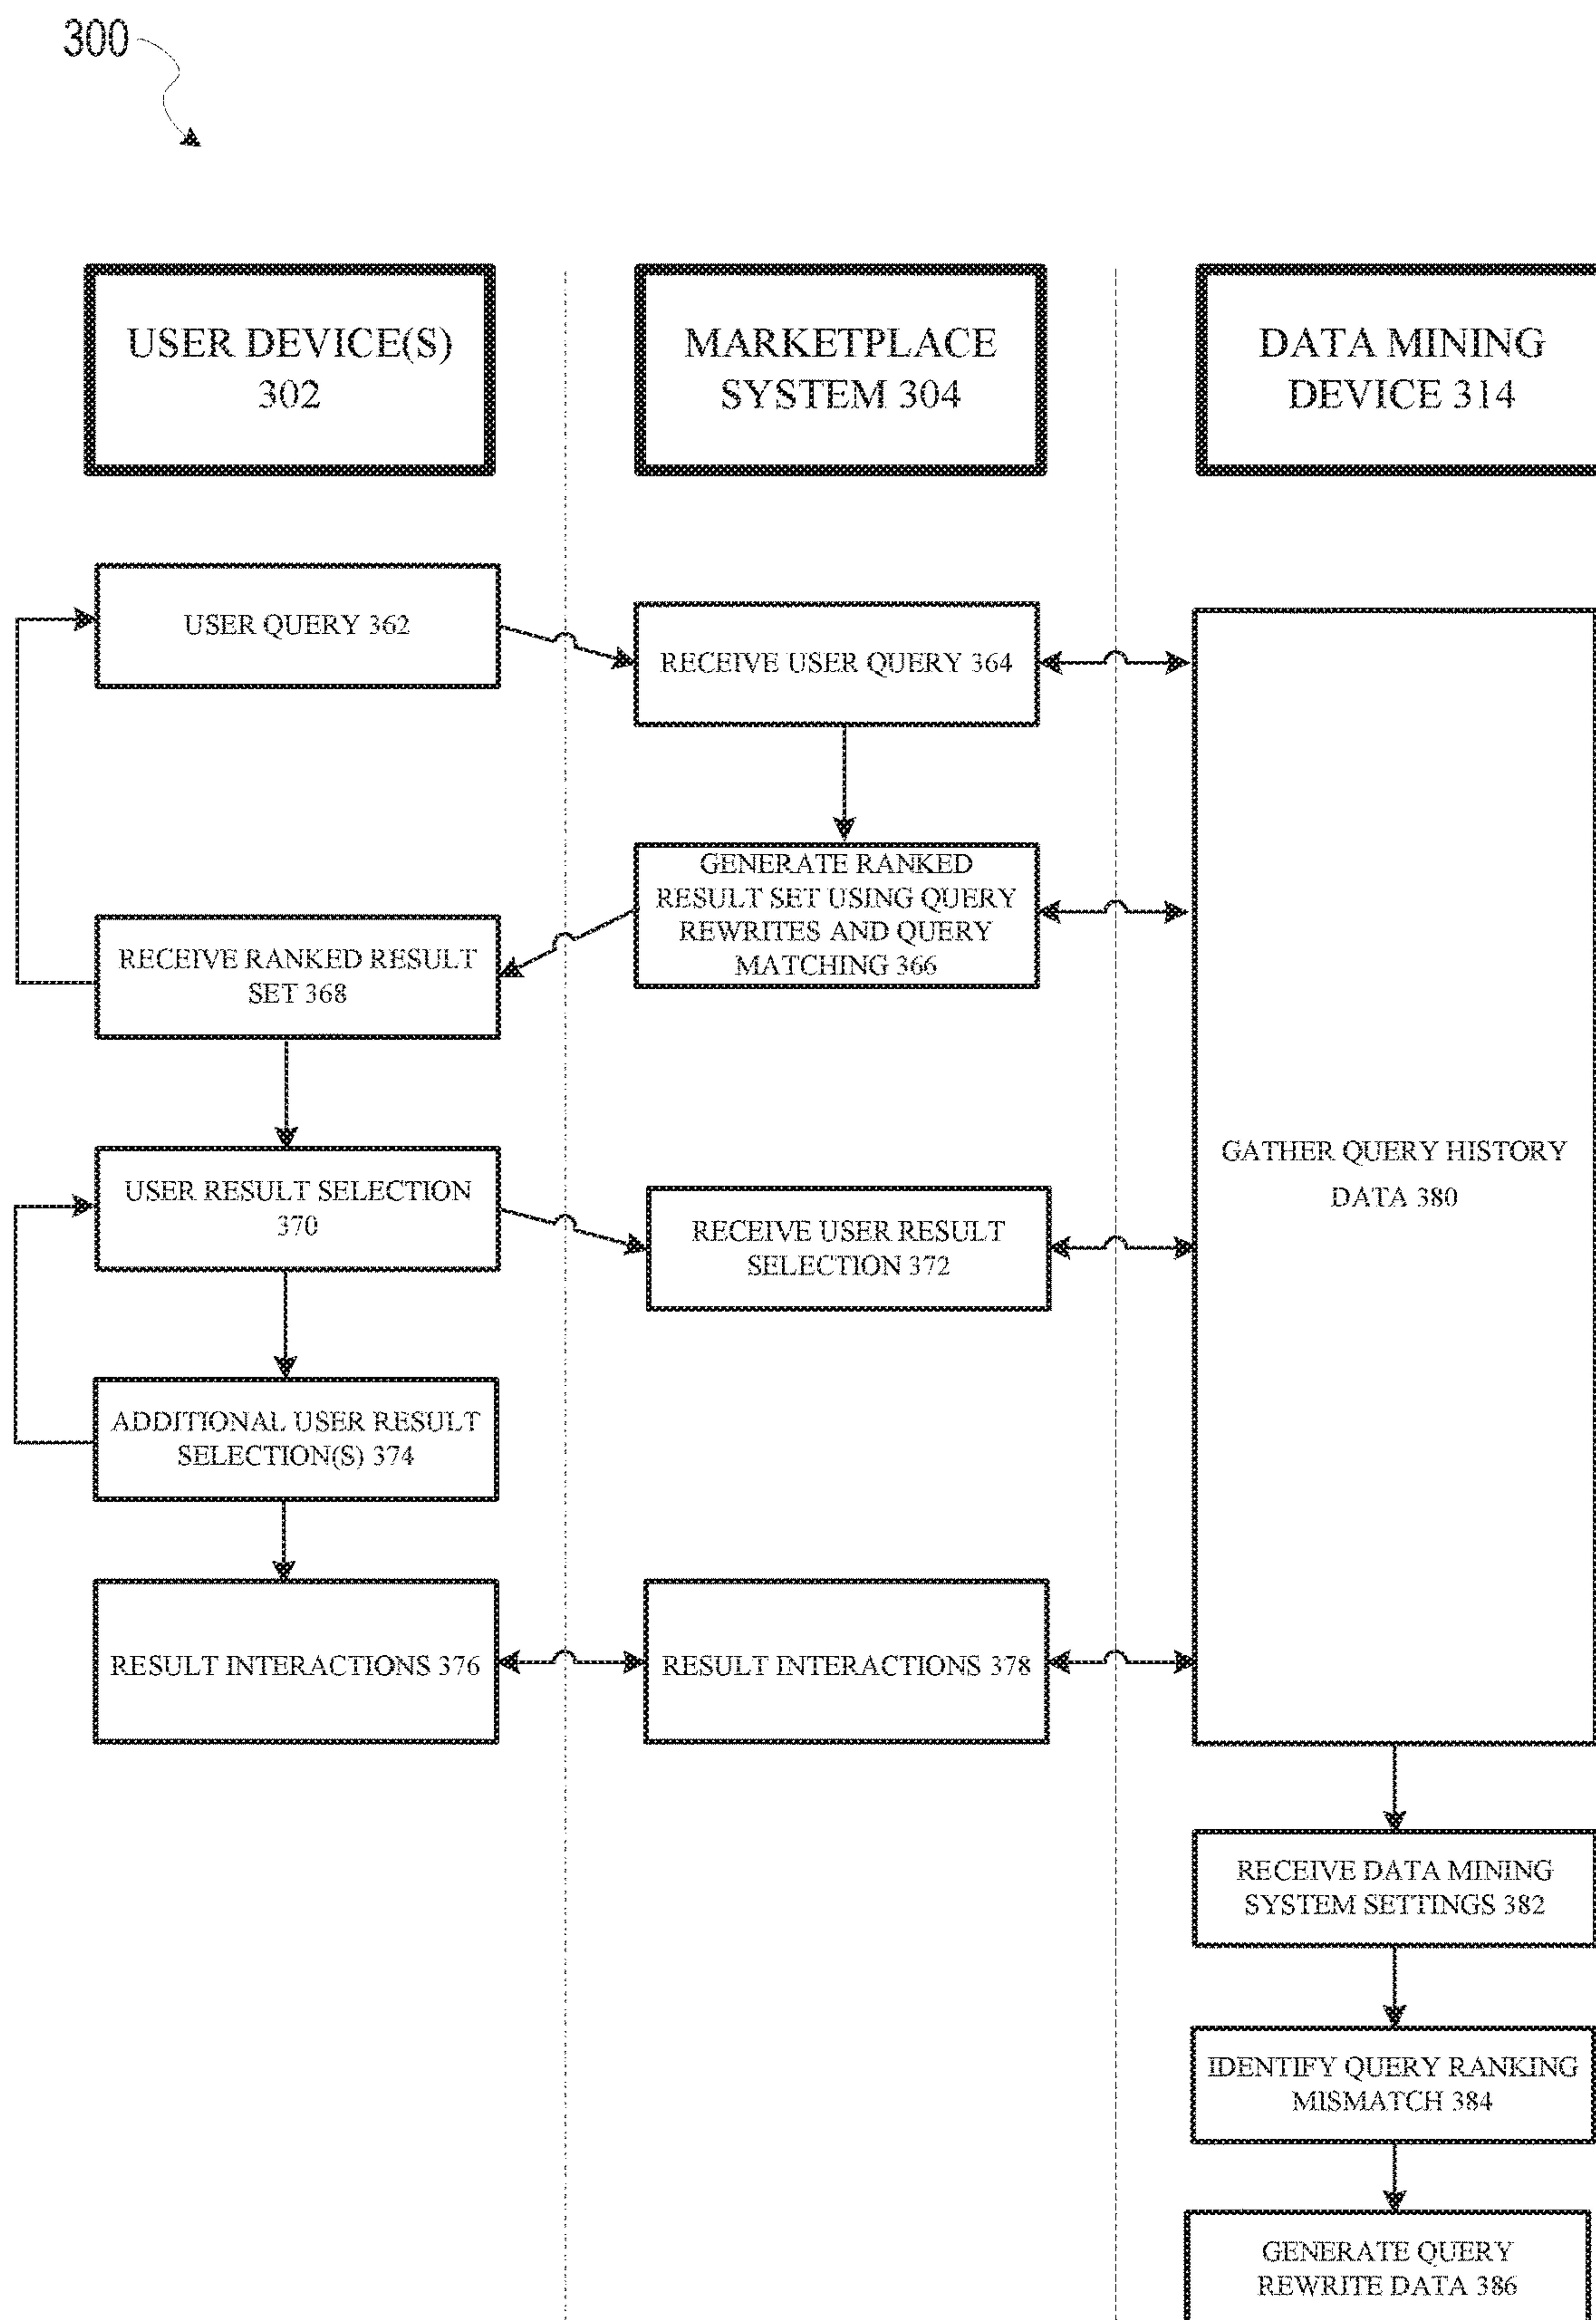 300
USER DEVICE(S)
302
MARKETPLACE
SYSTEM 304
DATA MINING
DEVICE 314
USER QUERY 362
RECEIVE USER QUERY 364
GENERATE RANKED
RESULT SET USING QUERY
REWRITES AND QUERY
MATCHING 366
RECEIVE RANKED RESULT
SET 368
USER RESULT SELECTION
370
RECEIVE USER RESULT
SELECTION 372
GATHER QUERY HISTORY
DATA 380
ADDITIONAL USER RESULT
SELECTION(S) 374
RESULT INTERACTIONS 376
RESULT INTERACTIONS 378
RECEIVE DATA MINING
SYSTEM SETTINGS 382
IDENTIFY QUERY RANKING
MISMATCH 384
GENERATE QUERY
REWRITE DATA 386